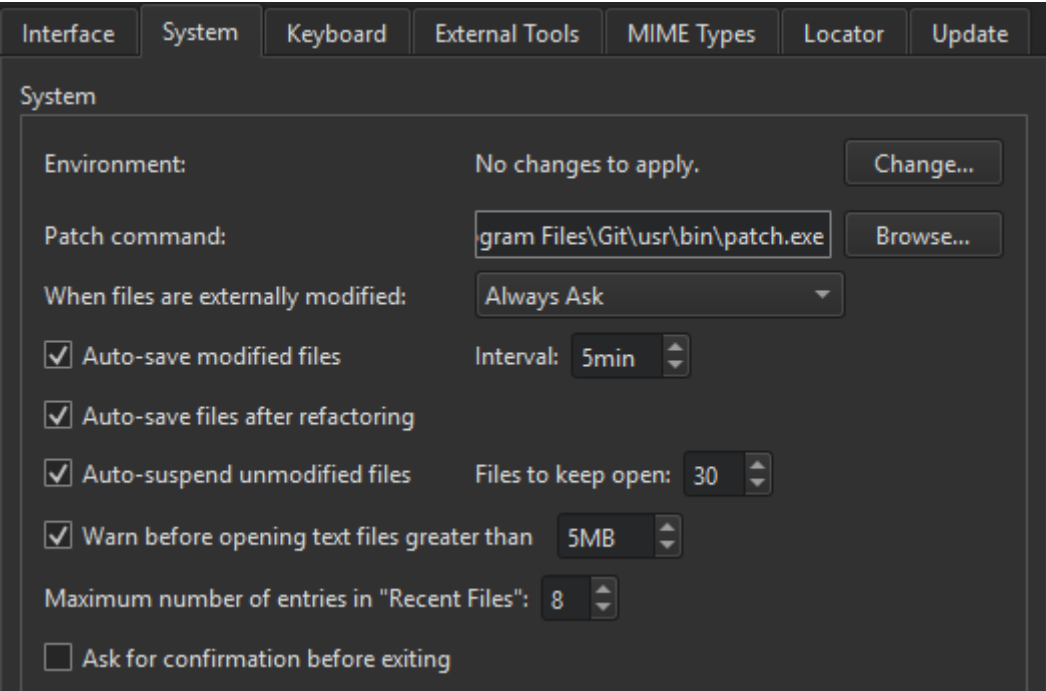 Interface System Keyboard External Tools MIME Types Locator Update
System
Environment: No changes to apply. Change...
Patch command: gram Files\Git\usr\bin\patch.exe Browse...
When files are externally modified: Always Ask
Auto-save modified files Interval: 5min
Auto-save files after refactoring
Auto-suspend unmodified files Files to keep open: 30
Warn before opening text files greater than 5MB
Maximum number of entries in "Recent Files": 8
Ask for confirmation before exiting